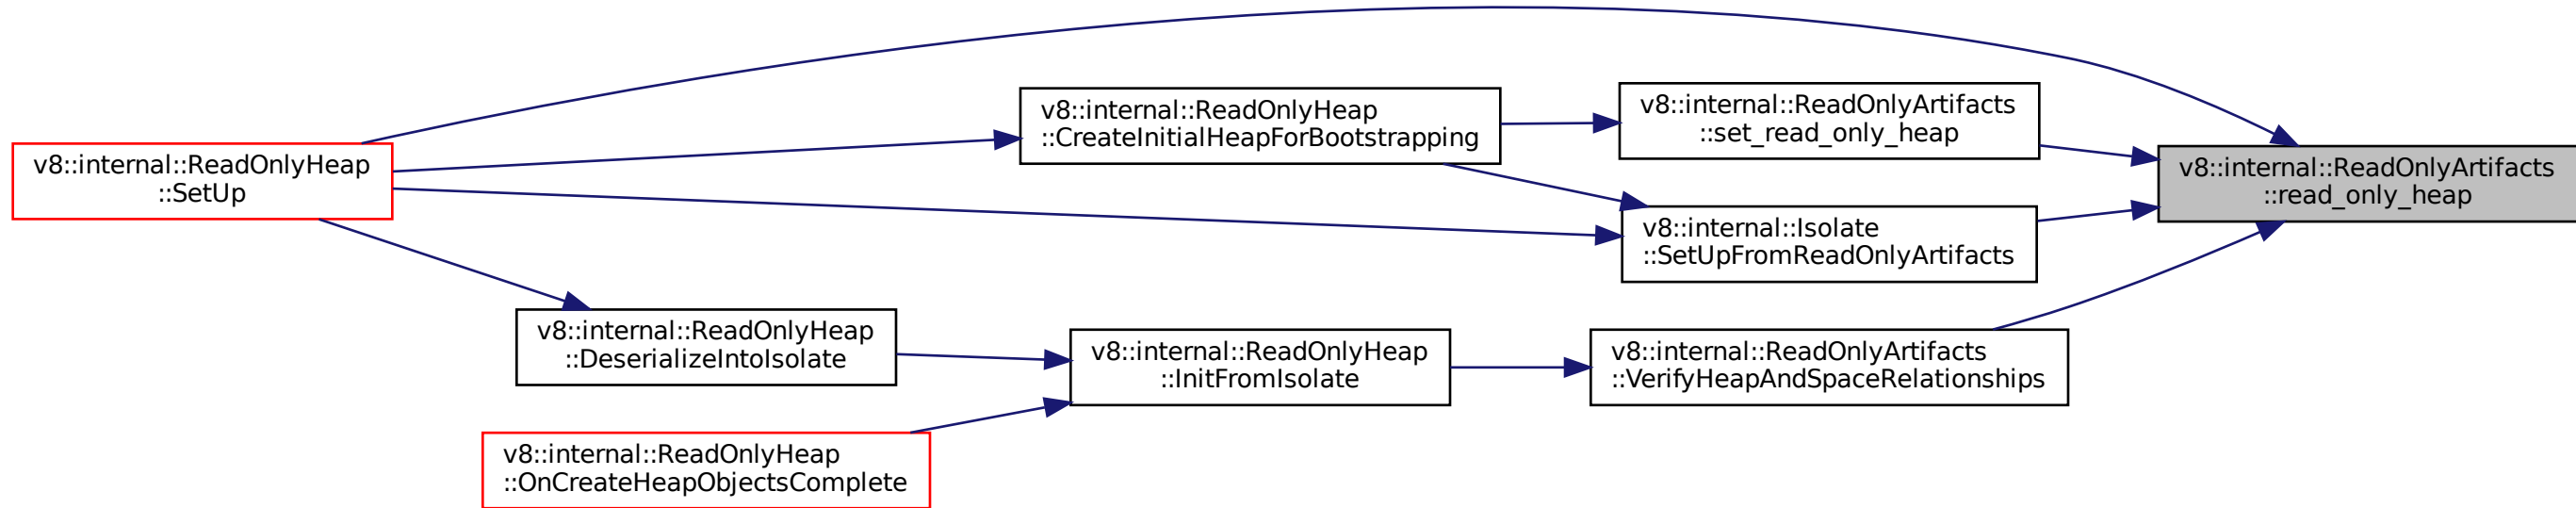 v8::internal::ReadOnlyHeap
::SetUp
v8::internal::ReadOnlyHeap
::CreateInitialHeapForBootstrapping
v8::internal::ReadOnlyArtifacts
::set_read_only_heap
v8::internal::ReadOnlyArtifacts
::read_only_heap
v8::internal::Isolate
::SetUpFromReadOnlyArtifacts
v8::internal::ReadOnlyHeap
::DeserializeIntoIsolate
v8::internal::ReadOnlyHeap
::InitFromIsolate
v8::internal::ReadOnlyArtifacts
::VerifyHeapAndSpaceRelationships
v8::internal::ReadOnlyHeap
::OnCreateHeapObjectsComplete